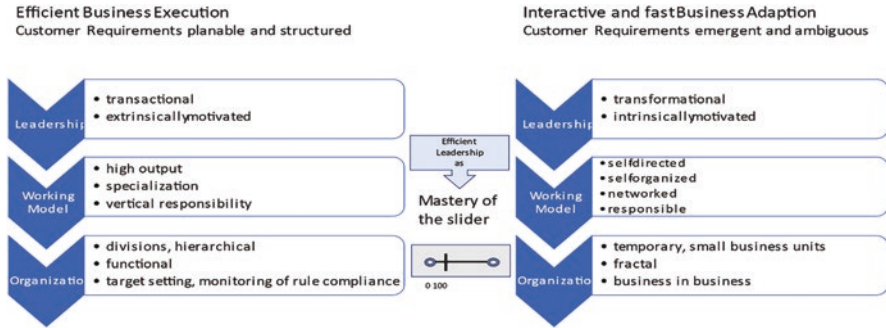 Efficient Business Execution
Customer Requirements planable and structured
Leadership
• transactional
• extrinsicallymotivated
Working
Model
• high output
• specialization
• vertical responsibility
Organizatio
• divisions, hierarchical
• functional
• target setting, monitoring of rule compliance
Efficient
Leadership
as
Mastery of
the slider
0 100
Interactive and fastBusiness Adaption
Customer Requirements emergent and ambiguous
Leadership
• transformational
• intrinsicallymotivated
Working
Model
• selfdirected
• selforganized
• networked
• responsible
Organizatio
• temporary, small business units
• fractal
• business in business